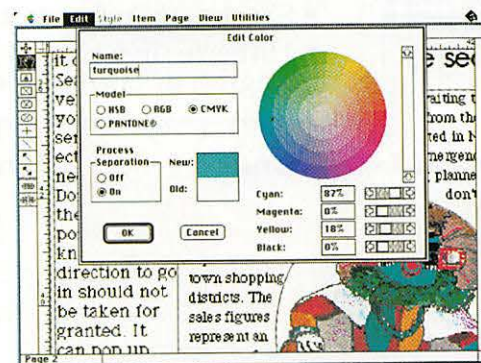 File Edit Style Item Page View Utilities
Edit Color
Name:
turquoise
Model
HSB RGB CMYK
PANTONE®
Process
Separation
Off
On
New:
Old:
Cyan: 87%
Magenta: 0%
Yellow: 18%
Black: 0%
OK Cancel
direction to go
in should not
be taken for
granted. It
can pop up
town shopping
districts. The
sales figures
represent an
Page 2